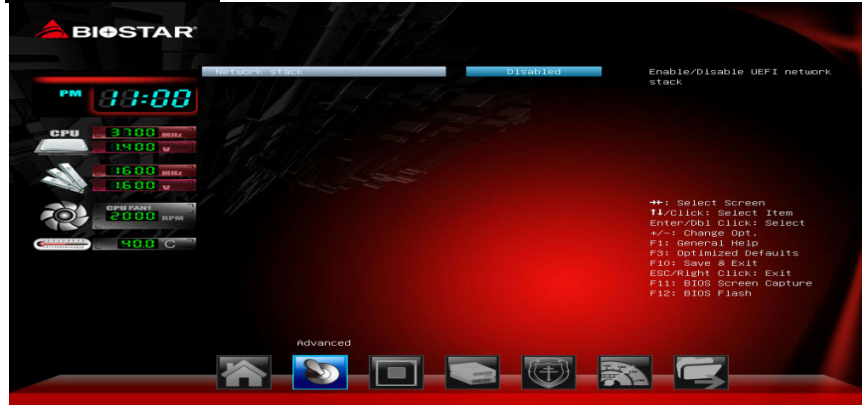 BIOSTAR
Network stack
Disabled
Enable/Disable UEFI network
stack
PM 11:00
CPU 3700 MHz
1.400 V
1600 MHz
1.600 V
CPU FAN1
2000 RPM
40.0 C
→←: Select Screen
↑↓/Click: Select Item
Enter/Dbl Click: Select
+/-: Change Opt.
F1: General Help
F3: Optimized Defaults
F10: Save & Exit
ESC/Right Click: Exit
F11: BIOS Screen Capture
F12: BIOS Flash
Advanced